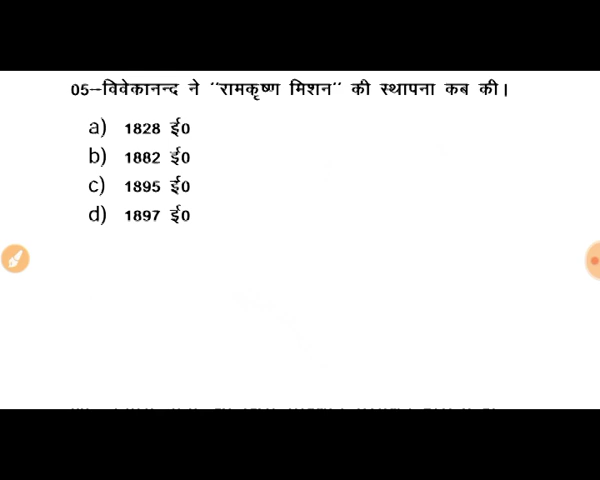 05–विवेकानन्द ने "रामकृष्ण मिशन" की स्थापना कब की।
a) 1828 ई0
b) 1882 ई0
c) 1895 ई0
d) 1897 ई0